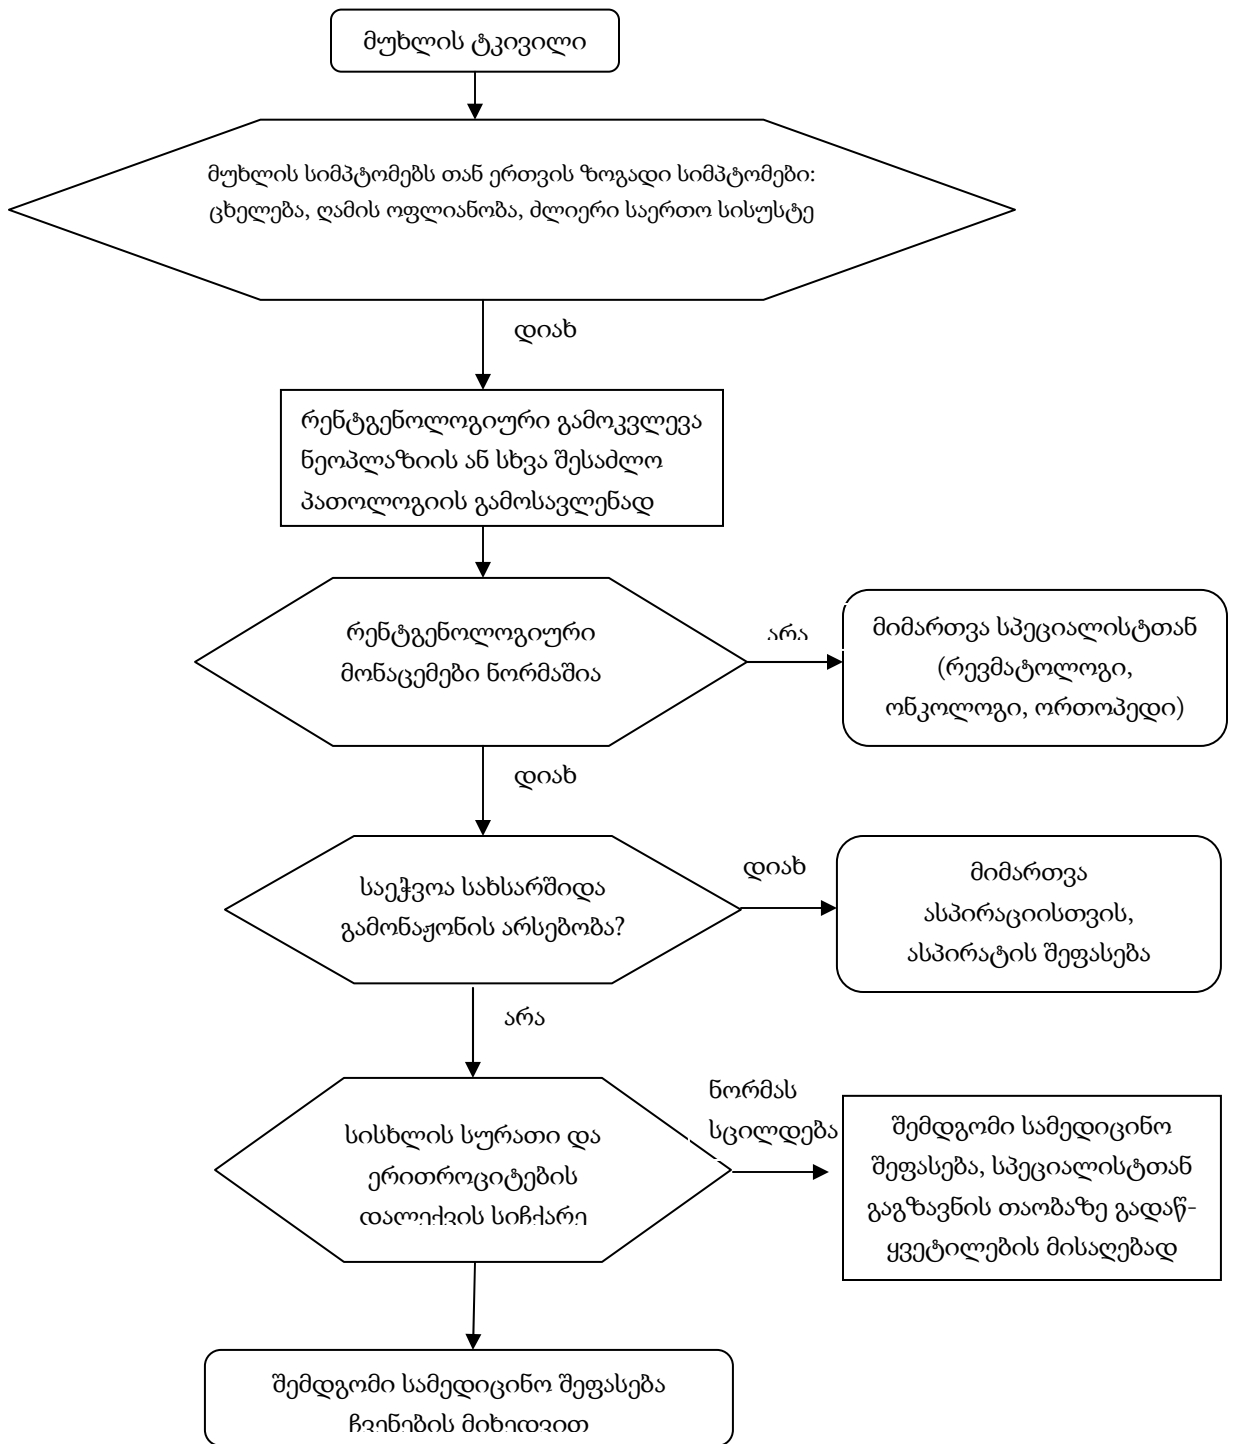 მუხლის ტკივილი
მუხლის სიმპტომებს თან ერთვის ზოგადი სიმპტომები:
ცხელება, ღამის ოფლიანობა, ძლიერი საერთო სისუსტე
დიახ
რენტგენოლოგიური გამოკვლევა
ნეოპლაზიის ან სხვა შესაძლო
პათოლოგიის გამოსავლენად
რენტგენოლოგიური
მონაცემები ნორმაშია
არა
მიმართვა სპეციალისტთან
(რევმატოლოგი,
ონკოლოგი, ორთოპედი)
დიახ
საეჭვოა სახსარშიდა
გამონაჟონის არსებობა?
დიახ
მიმართვა
ასპირაციისთვის,
ასპირატის შეფასება
არა
სისხლის სურათი და
ერითროციტების
დალექვის სიჩქარე
ნორმას
სცილდება
შემდგომი სამედიცინო
შეფასება, სპეციალისტთან
გაგზავნის თაობაზე გადაწ-
ყვეტილების მისაღებად
შემდგომი სამედიცინო შეფასება
ჩვენების მიხედვით